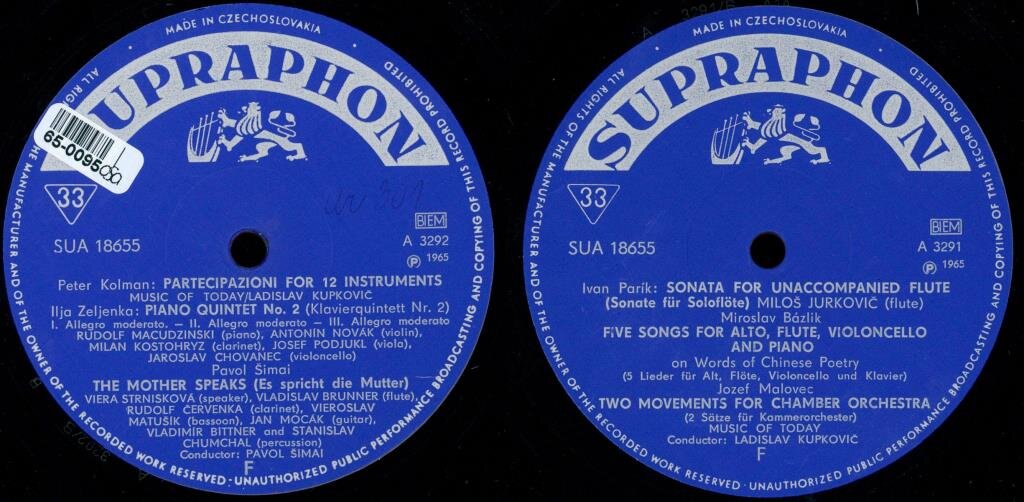 MADE IN CZECHOSLOVAKIA
UPRAPHON
65-0095
33
BIEM
SUA 18655
A 3292
Ⓟ 1965
Peter Kolman: PARTECIPAZIONI FOR 12 INSTRUMENTS
MUSIC OF TODAY/LADISLAV KUPKOVIČ
Ilja Zeljenka: PIANO QUINTET No. 2 (Klavierquintett Nr. 2)
I. Allegro moderato. — II. Allegro moderato — III. Allegro moderato
RUDOLF MACUDZINSKI (piano), ANTONIN NOVAK (violin),
MILAN KOSTOHRYZ (clarinet), JOSEF PODJUKL (viola),
JAROSLAV CHOVANEC (violoncello)
Pavol Šimai
THE MOTHER SPEAKS (Es spricht die Mutter)
VIERA STRNISKOVÁ (speaker), VLADISLAV BRUNNER (flute),
RUDOLF ČERVENKA (clarinet), VIEROSLAV
MATUŠIK (bassoon), JAN MOCÁK (guitar),
VLADIMÍR BITTNER and STANISLAV
CHUMCHAL (percussion)
Conductor: PAVOL ŠIMAI
F
ALL RIG THE MANUFACTURER AND OF THE OWNER OF THE RECORDED WORK RESERVED · UNAUTHORIZED PUBLIC PERFORMANCE BROADCASTING AND COPYING OF THIS RECORD PROHIBITED
MADE IN CZECHOSLOVAKIA
SUPRAPHON
33
BIEM
SUA 18655
A 3291
Ⓟ 1965
Ivan Parík: SONATA FOR UNACCOMPANIED FLUTE
(Sonate für Soloflöte) MILOŠ JURKOVIČ (flute)
Miroslav Bázlik
FIVE SONGS FOR ALTO, FLUTE, VIOLONCELLO
AND PIANO
on Words of Chinese Poetry
(5 Lieder für Alt, Flöte, Violoncello und Klavier)
Jozef Malovec
TWO MOVEMENTS FOR CHAMBER ORCHESTRA
(2 Sätze für Kammerorchester)
MUSIC OF TODAY
Conductor: LADISLAV KUPKOVIČ
F
ALL RIGHTS OF THE MANUFACTURER AND OF THE OWNER OF THE RECORDED WORK RESERVED · UNAUTHORIZED PUBLIC PERFORMANCE BROADCASTING AND COPYING OF THIS RECORD PROHIBITED